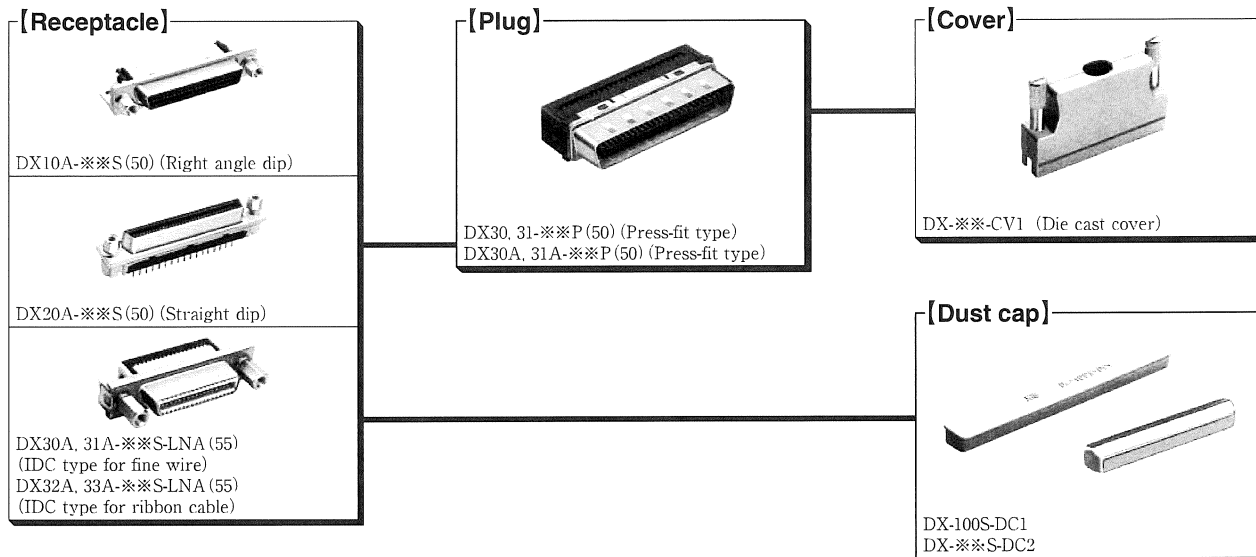 【Receptacle】
DX10A-※※S(50) (Right angle dip)
DX20A-※※S(50) (Straight dip)
DX30A, 31A-※※S-LNA(55)
(IDC type for fine wire)
DX32A, 33A-※※S-LNA(55)
(IDC type for ribbon cable)
【Plug】
DX30, 31-※※P(50) (Press-fit type)
DX30A, 31A-※※P(50) (Press-fit type)
【Cover】
DX-※※-CV1 (Die cast cover)
【Dust cap】
DX-100S-DC1
DX-※※S-DC2